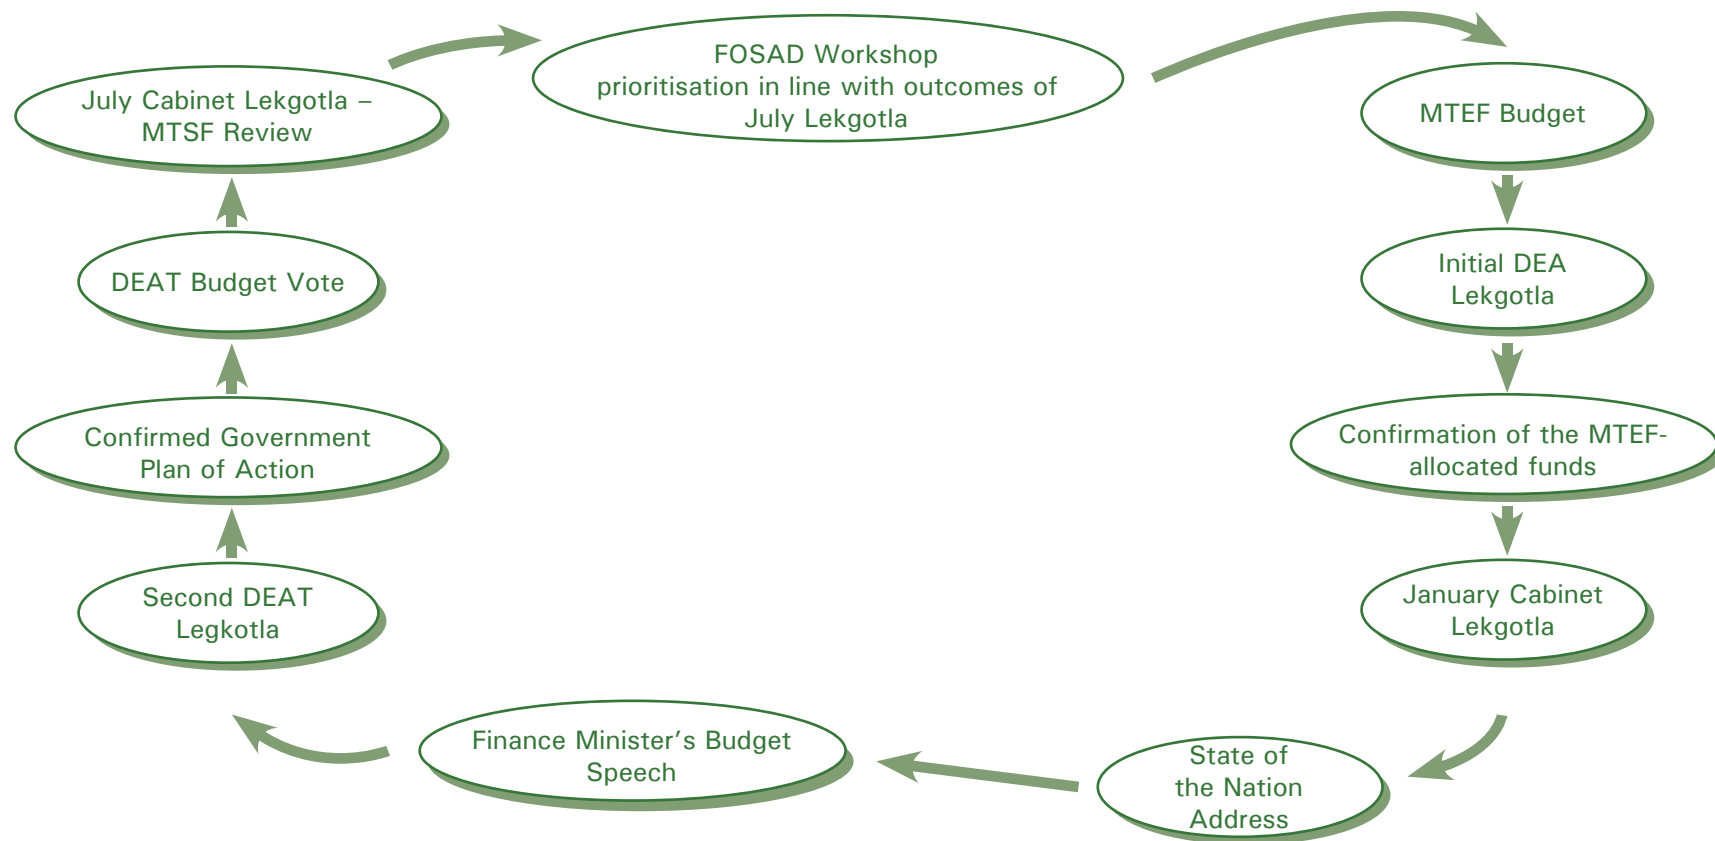 FOSAD Workshop
prioritisation in line with outcomes of
July Lekgotla
MTEF Budget
Initial DEA
Lekgotla
Confirmation of the MTEF-
allocated funds
January Cabinet
Lekgotla
State of
the Nation
Address
Finance Minister’s Budget
Speech
Second DEAT
Legkotla
Confirmed Government
Plan of Action
DEAT Budget Vote
July Cabinet Lekgotla –
MTSF Review